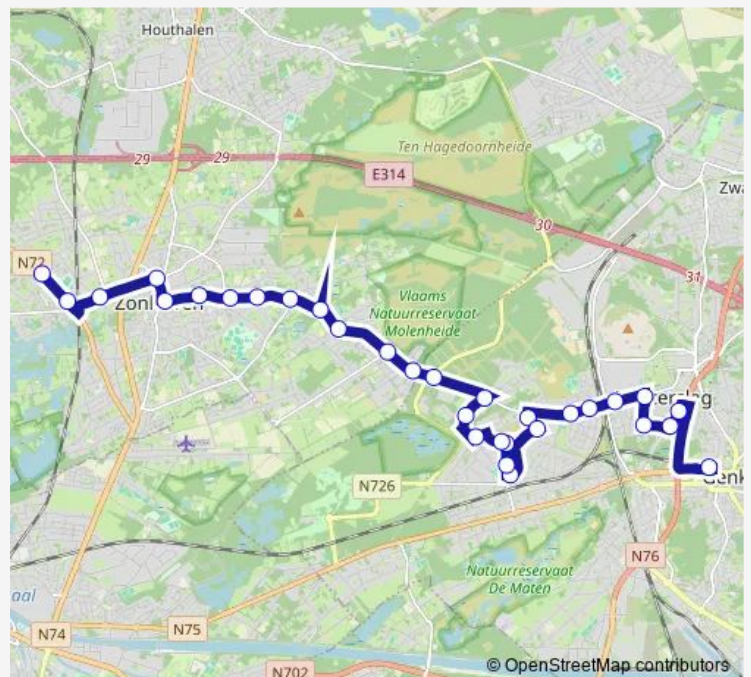 Houthalen
Ten Hagedoornheide
29
29
E314
Zwa
30
N72
31
Vlaams
Natuurreservaat
Molenheide
N726
Genk
N76
Natuurreservaat
De Maten
aal
N74
N75
N702
© OpenStreetMap contributors